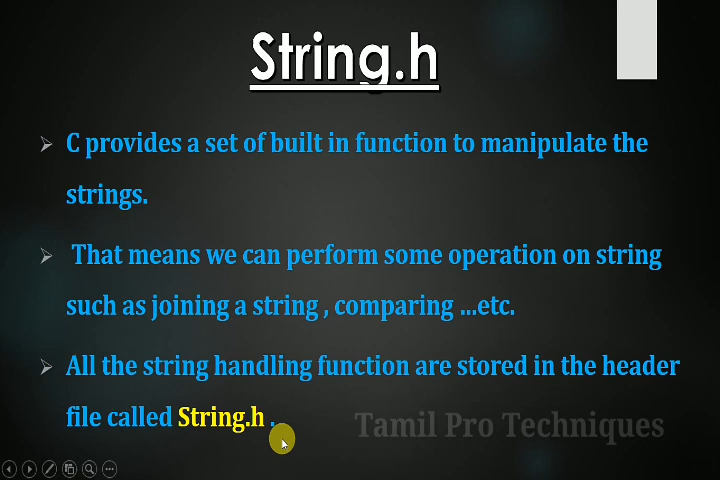 String.h
C provides a set of built in function to manipulate the
strings.
That means we can perform some operation on string
such as joining a string , comparing ...etc.
All the string handling function are stored in the header
file called String.h .
Tamil Pro Techniques